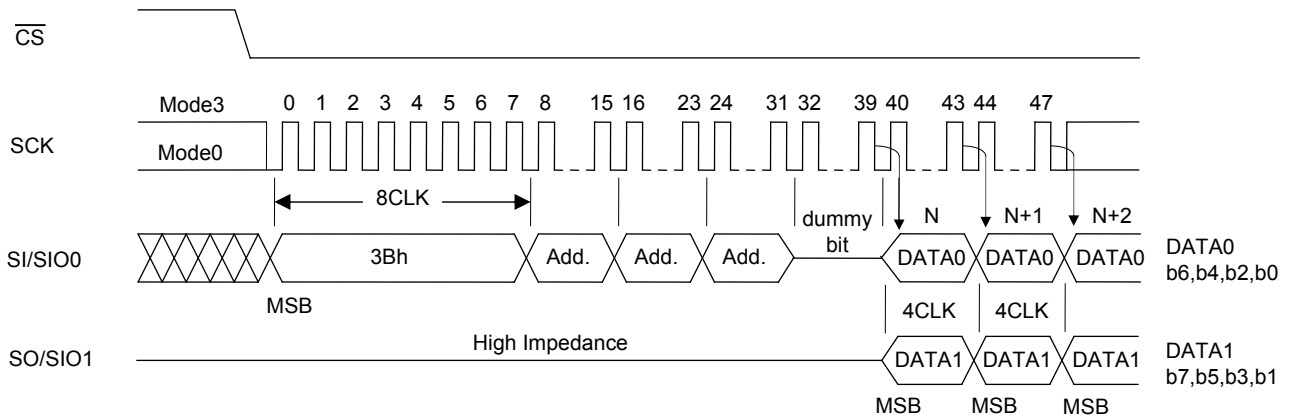 CS
Mode3 0 1 2 3 4 5 6 7 8 15 16 23 24 31 32 39 40 43 44 47
SCK
Mode0
8CLK
dummy
bit
N N+1 N+2
SI/SIO0 3Bh Add. Add. Add. DATA0 DATA0 DATA0
DATA0
b6,b4,b2,b0
MSB
4CLK 4CLK
High Impedance
SO/SIO1 DATA1 DATA1 DATA1
DATA1
b7,b5,b3,b1
MSB MSB MSB